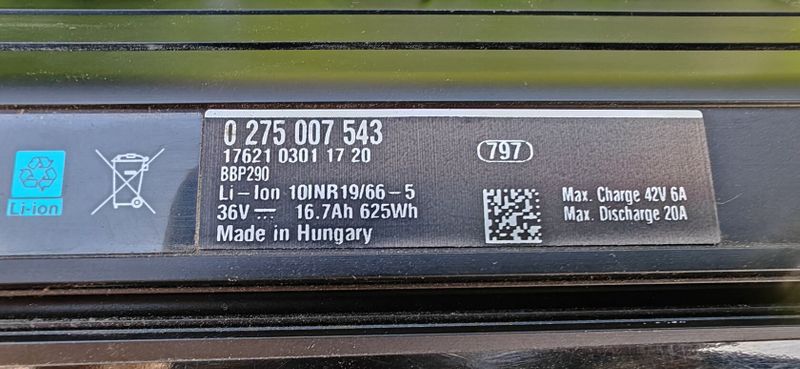 0 275 007 543
17621 0301 17 20
797
BBP290
Li-Ion 10INR19/66-5
36V 16.7Ah 625Wh
Made in Hungary
Max. Charge 42V 6A
Max. Discharge 20A
Li-ion